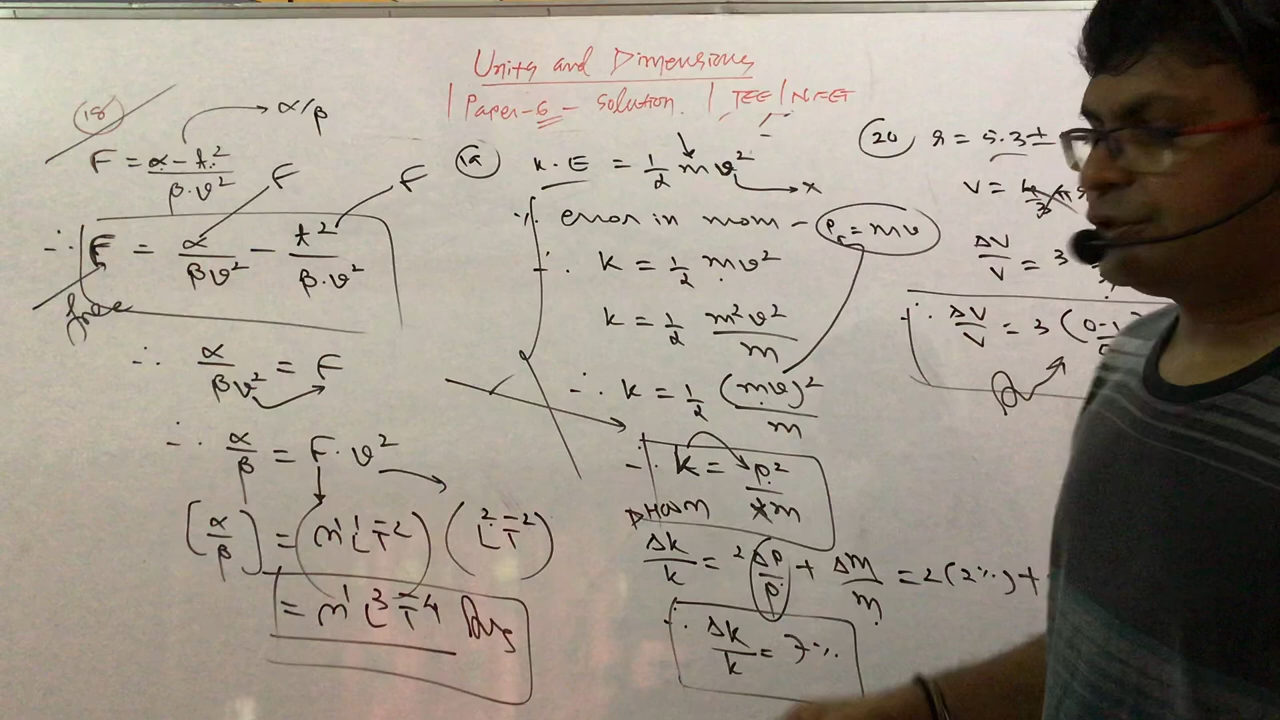 Units and Dimensions
| Paper-6 - Solution. | JEE | NEET
18
→ α/β
F = α - t² / β.v²
F
F
∴ F = α/βv² - t²/β.v²
free
∴ α/βv² = F
∴ α/β = F.v²
[α/β] = (M¹L¹T⁻²) (L²T⁻²)
= M¹L³T⁻⁴ Ans
19 K.E = 1/2 mv² → x
∵ error in mom - P = mv
∴ K = 1/2 mv²
K = 1/2 m²v²/m
∴ K = 1/2 (mv)²/m
∴ K = P²/2m
ΔK/K = 2 ΔP/P + Δm/m = 2(2%) +
∴ ΔK/K = 7%
20 r = 5.3 ±
V = 4/3 π
ΔV/V = 3
∴ ΔV/V = 3 (0.1